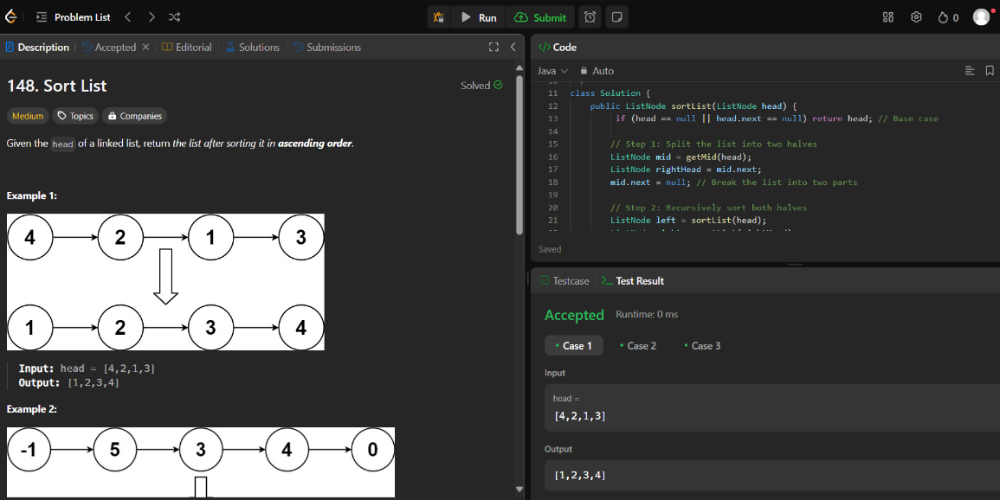 Problem List
Run
Submit
0
Description
Accepted
Editorial
Solutions
Submissions
148. Sort List
Solved
Medium
Topics
Companies
Given the head of a linked list, return the list after sorting it in ascending order.
Example 1:
4 2 1 3
1 2 3 4
Input: head = [4,2,1,3]
Output: [1,2,3,4]
Example 2:
-1 5 3 4 0
</> Code
Java
Auto
11 class Solution {
12 public ListNode sortList(ListNode head) {
13 if (head == null || head.next == null) return head; // Base case
14
15 // Step 1: Split the list into two halves
16 ListNode mid = getMid(head);
17 ListNode rightHead = mid.next;
18 mid.next = null; // Break the list into two parts
19
20 // Step 2: Recursively sort both halves
21 ListNode left = sortList(head);
Saved
Testcase
Test Result
Accepted
Runtime: 0 ms
Case 1
Case 2
Case 3
Input
head =
[4,2,1,3]
Output
[1,2,3,4]